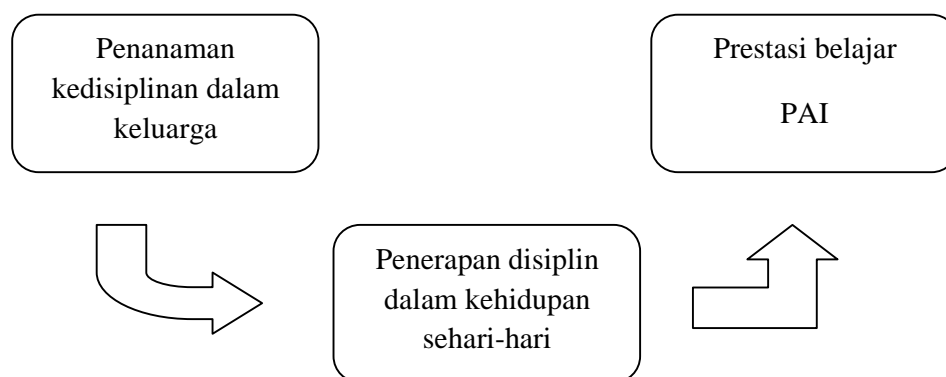 Penanaman
kedisiplinan dalam
keluarga
Prestasi belajar
PAI
Penerapan disiplin
dalam kehidupan
sehari-hari